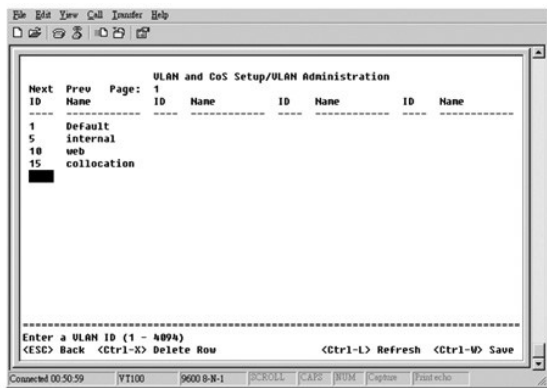 File Edit View Call Transfer Help
VLAN and CoS Setup/VLAN Administration
Next Prev Page: 1
ID Name ID Name ID Name ID Name
1 Default
5 internal
10 web
15 collocation
Enter a VLAN ID (1 - 4094)
<ESC> Back <Ctrl-X> Delete Row <Ctrl-L> Refresh <Ctrl-W> Save
Connected 00:50:59 VT100 9600 8-N-1 SCROLL CAPS NUM Capture Print echo